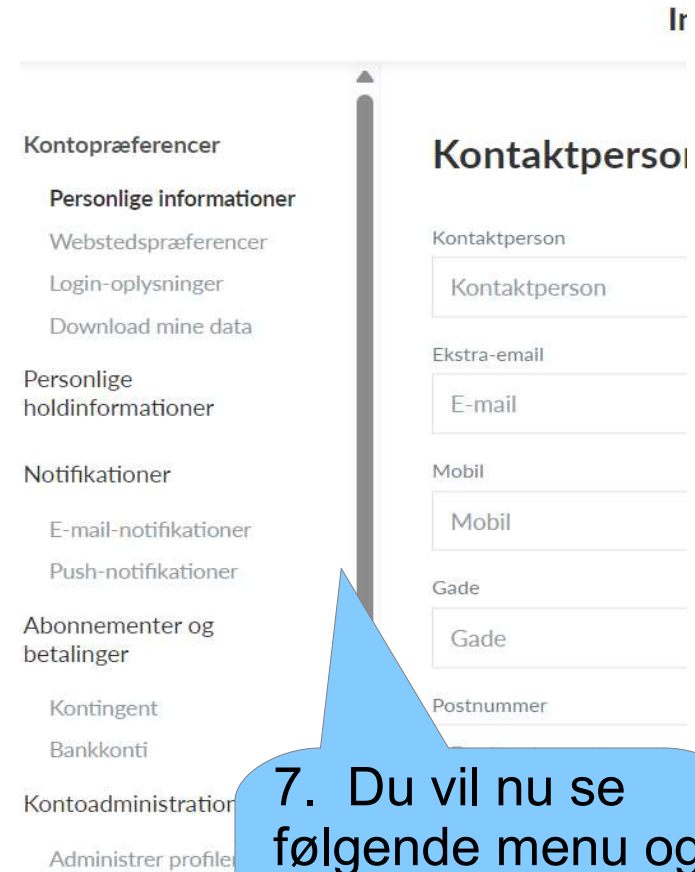 Kontopræferencer
Personlige informationer
Webstedspræferencer
Login-oplysninger
Download mine data
Personlige
holdinformationer
Notifikationer
E-mail-notifikationer
Push-notifikationer
Abonnementer og
betalinger
Kontingent
Bankkonti
Kontoadministration
Administrer profiler
Kontaktperson
Kontaktperson
Ekstra-email
E-mail
Mobil
Mobil
Gade
Gade
Postnummer
7. Du vil nu se
følgende menu og